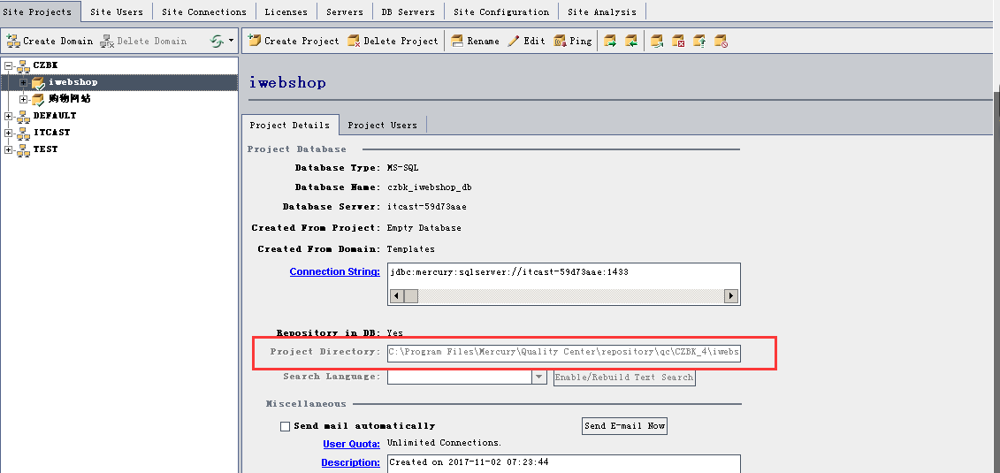 Site Projects Site Users Site Connections Licenses Servers DB Servers Site Configuration Site Analysis
Create Domain Delete Domain Create Project Delete Project Rename Edit Ping
CZBK
iwebshop
购物网站
DEFAULT
ITCAST
TEST
iwebshop
Project Details Project Users
Project Database
Database Type: MS-SQL
Database Name: czbk_iwebshop_db
Database Server: itcast-59d73aae
Created From Project: Empty Database
Created From Domain: Templates
Connection String: jdbc:mercury:sqlserver://itcast-59d73aae:1433
Repository in DB: Yes
Project Directory: C:\Program Files\Mercury\Quality Center\repository\qc\CZBK_4\iwebs
Search Language: Enable/Rebuild Text Search
Miscellaneous
Send mail automatically Send E-mail Now
User Quota: Unlimited Connections.
Description: Created on 2017-11-02 07:23:44